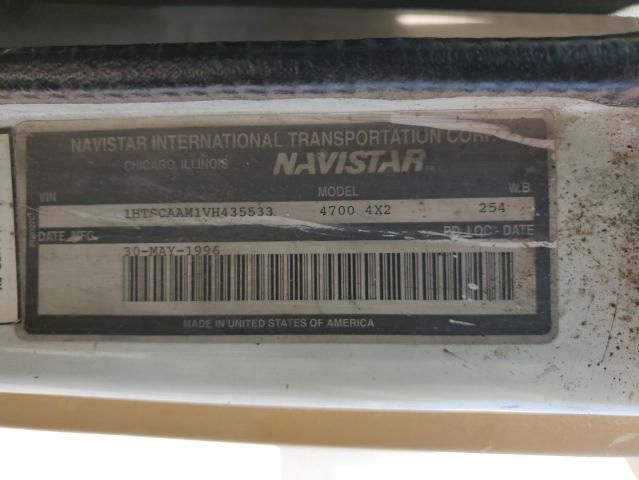 NAVISTAR INTERNATIONAL TRANSPORTATION CORP.
CHICAGO, ILLINOIS NAVISTAR
VIN MODEL W.B.
1HTSCAAM1VH435533 4700 4X2 254
DATE MFG. PD. LOC - DATE
30-MAY-1996
MADE IN UNITED STATES OF AMERICA